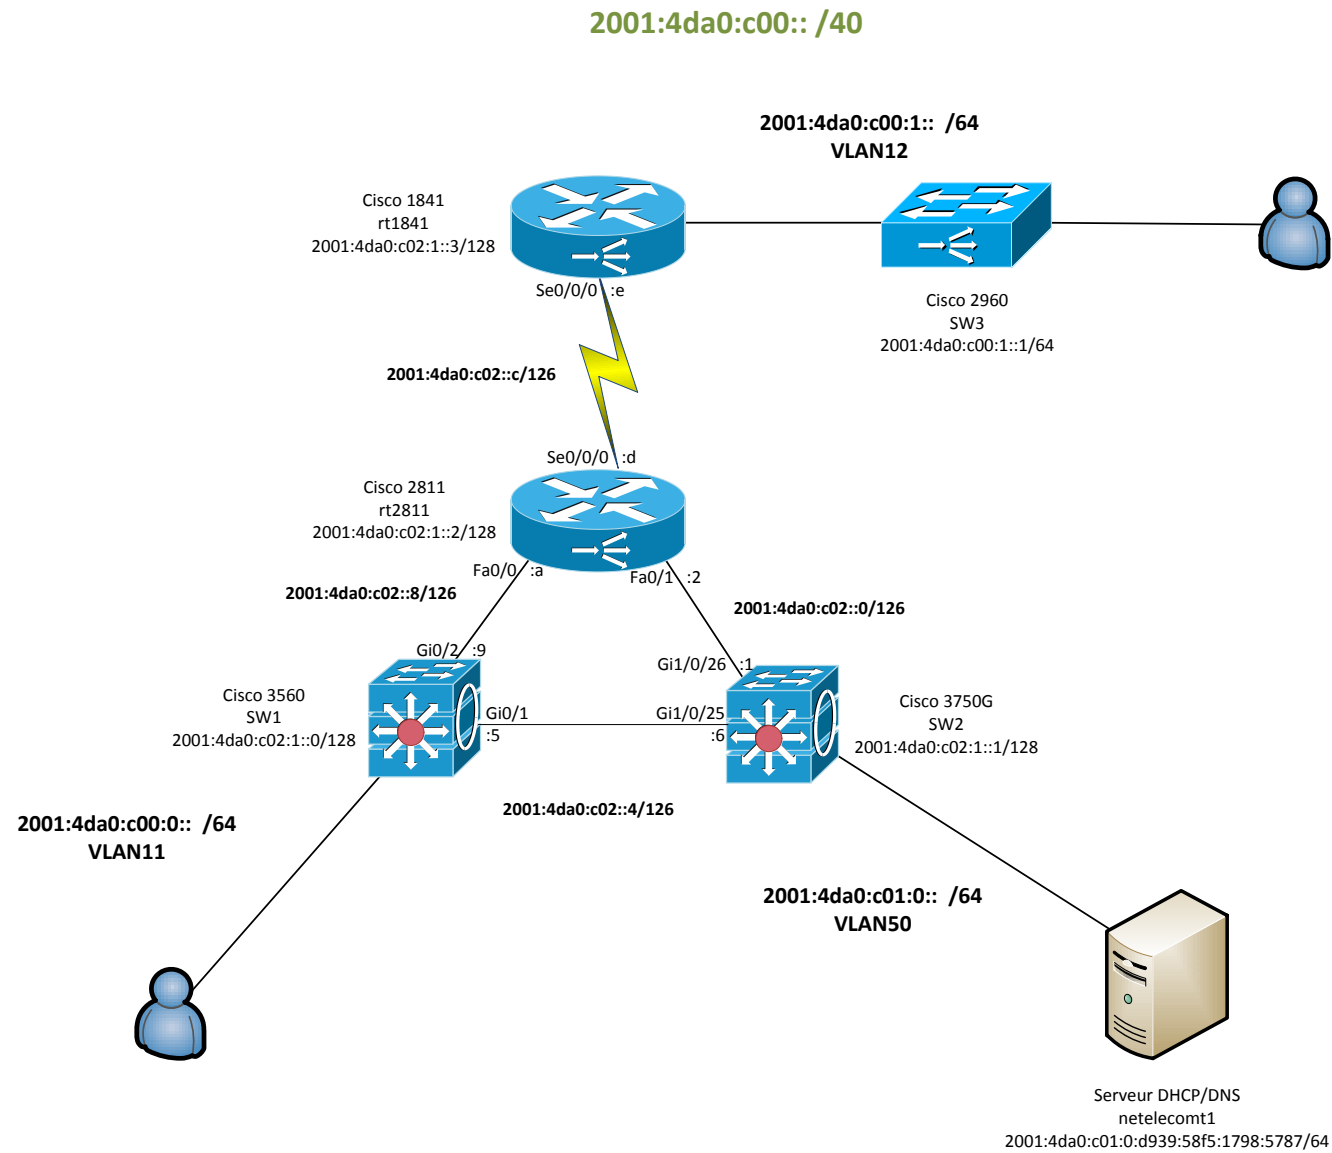 2001:4da0:c00:: /40
2001:4da0:c00:1:: /64
VLAN12
Cisco 1841
rt1841
2001:4da0:c02:1::3/128
Se0/0/0 :e
Cisco 2960
SW3
2001:4da0:c00:1::1/64
2001:4da0:c02::c/126
Se0/0/0 :d
Cisco 2811
rt2811
2001:4da0:c02:1::2/128
Fa0/0 :a
Fa0/1 :2
2001:4da0:c02::8/126
2001:4da0:c02::0/126
Gi0/2 :9
Gi1/0/26 :1
Cisco 3560
SW1
2001:4da0:c02:1::0/128
Gi0/1
:5
Gi1/0/25
:6
Cisco 3750G
SW2
2001:4da0:c02:1::1/128
2001:4da0:c02::4/126
2001:4da0:c00:0:: /64
VLAN11
2001:4da0:c01:0:: /64
VLAN50
Serveur DHCP/DNS
netelecomt1
2001:4da0:c01:0:d939:58f5:1798:5787/64